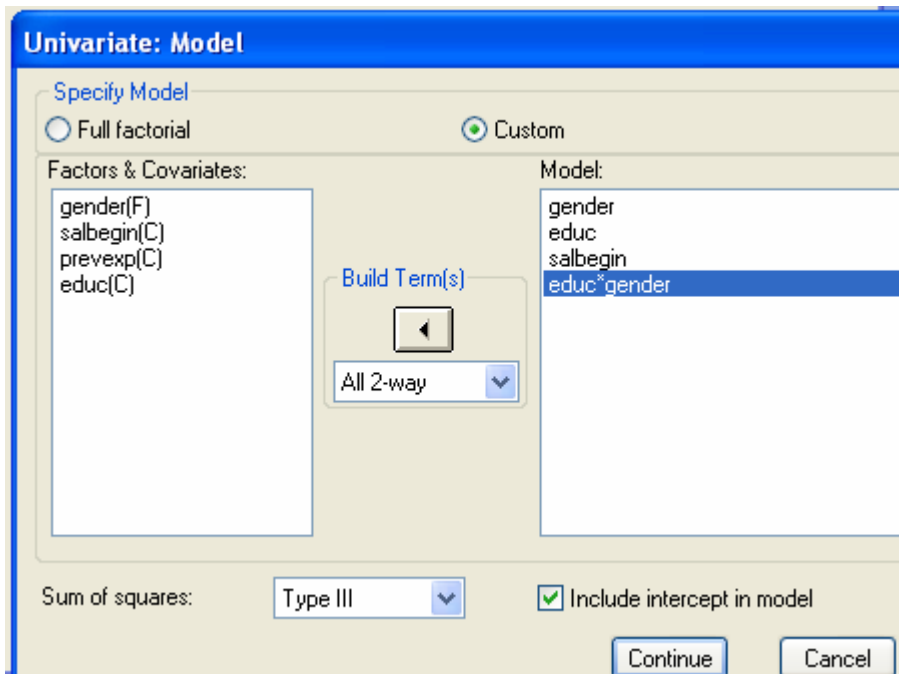 Univariate: Model
Specify Model
Full factorial
Custom
Factors & Covariates:
gender(F)
salbegin(C)
prevexp(C)
educ(C)
Build Term(s)
All 2-way
Model:
gender
educ
salbegin
educ*gender
Sum of squares:
Type III
Include intercept in model
Continue
Cancel